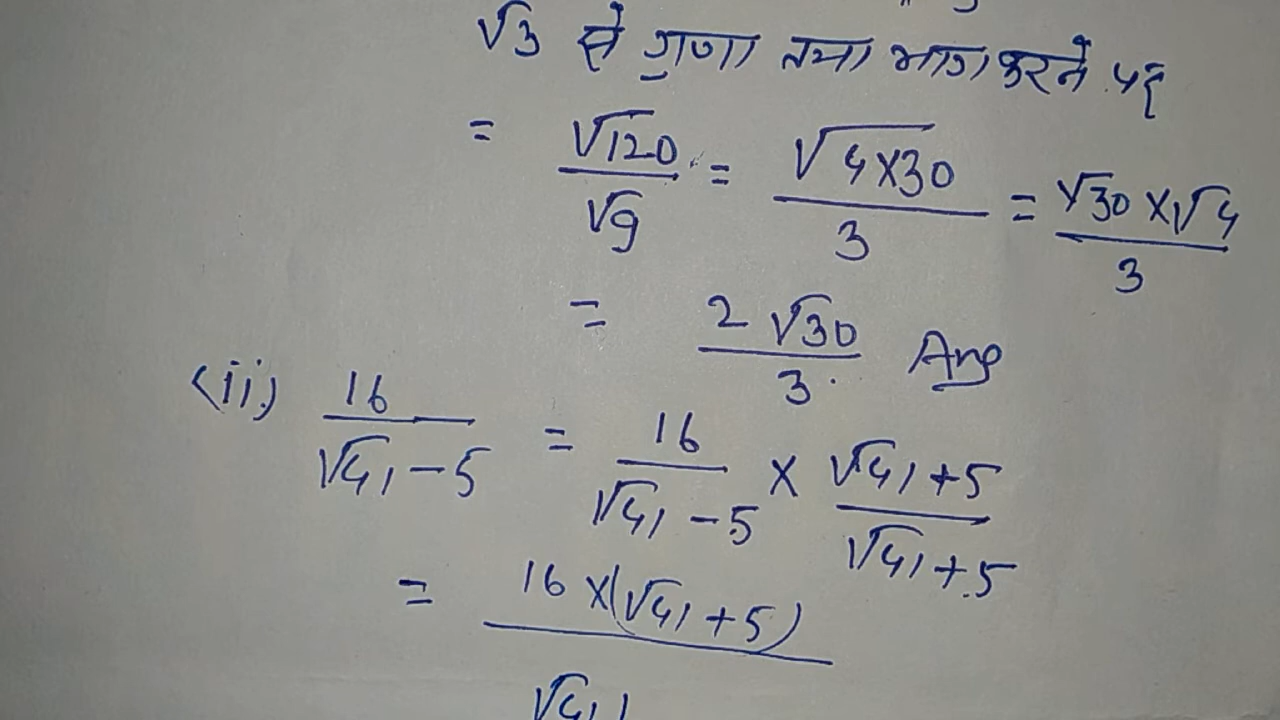 √3 से गुणा तथा भाग करने पर
= √120/√9 = √(4×30)/3 = √30 × √4/3
= 2√30/3. Ans
(ii) 16/(√41 - 5) = 16/(√41 - 5) × (√41 + 5)/(√41 + 5)
= 16 × (√41 + 5)
√41